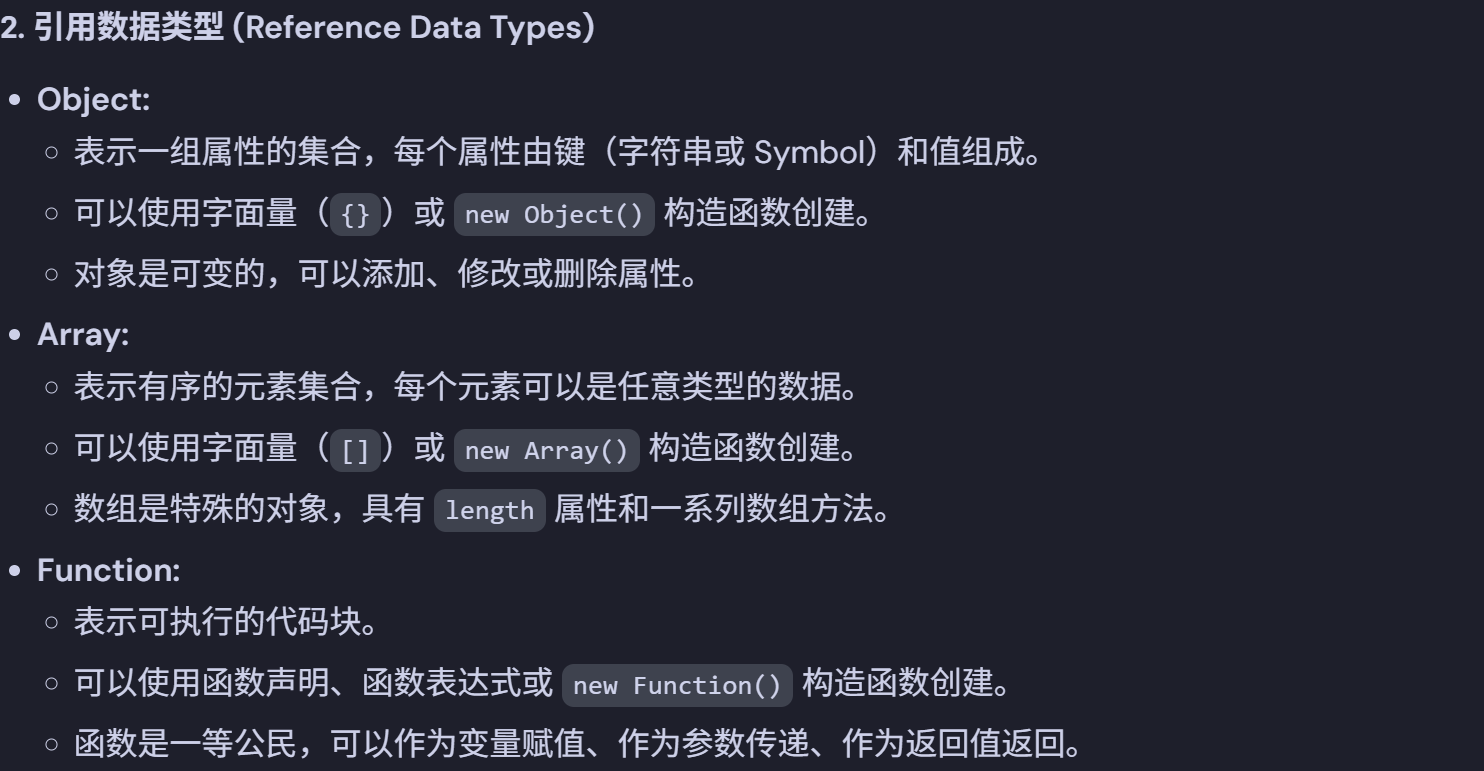 2. 引用数据类型 (Reference Data Types)
Object:
表示一组属性的集合，每个属性由键（字符串或 Symbol）和值组成。
可以使用字面量（{}）或 new Object() 构造函数创建。
对象是可变的，可以添加、修改或删除属性。
Array:
表示有序的元素集合，每个元素可以是任意类型的数据。
可以使用字面量（[]）或 new Array() 构造函数创建。
数组是特殊的对象，具有 length 属性和一系列数组方法。
Function:
表示可执行的代码块。
可以使用函数声明、函数表达式或 new Function() 构造函数创建。
函数是一等公民，可以作为变量赋值、作为参数传递、作为返回值返回。